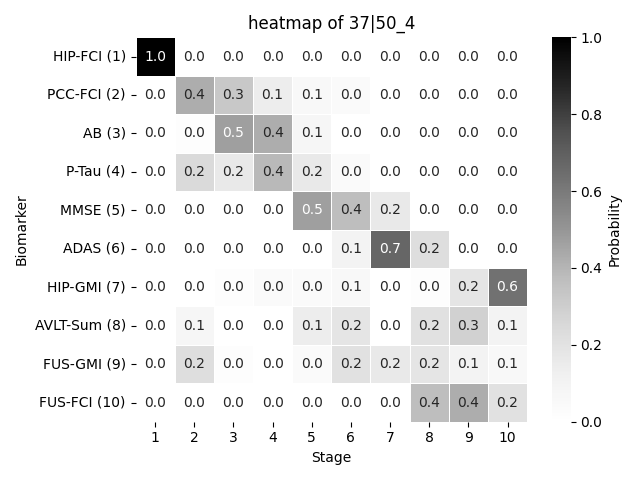 heatmap of 37|50_4
HIP-FCI (1) 1.0 0.0 0.0 0.0 0.0 0.0 0.0 0.0 0.0 0.0
PCC-FCI (2) 0.0 0.4 0.3 0.1 0.1 0.0 0.0 0.0 0.0 0.0
AB (3) 0.0 0.0 0.5 0.4 0.1 0.0 0.0 0.0 0.0 0.0
P-Tau (4) 0.0 0.2 0.2 0.4 0.2 0.0 0.0 0.0 0.0 0.0
MMSE (5) 0.0 0.0 0.0 0.0 0.5 0.4 0.2 0.0 0.0 0.0
ADAS (6) 0.0 0.0 0.0 0.0 0.0 0.1 0.7 0.2 0.0 0.0
HIP-GMI (7) 0.0 0.0 0.0 0.0 0.0 0.1 0.0 0.0 0.2 0.6
AVLT-Sum (8) 0.0 0.1 0.0 0.0 0.1 0.2 0.0 0.2 0.3 0.1
FUS-GMI (9) 0.0 0.2 0.0 0.0 0.0 0.2 0.2 0.2 0.1 0.1
FUS-FCI (10) 0.0 0.0 0.0 0.0 0.0 0.0 0.0 0.4 0.4 0.2
1 2 3 4 5 6 7 8 9 10
Stage
Biomarker
1.0
0.8
0.6
0.4
0.2
0.0
Probability